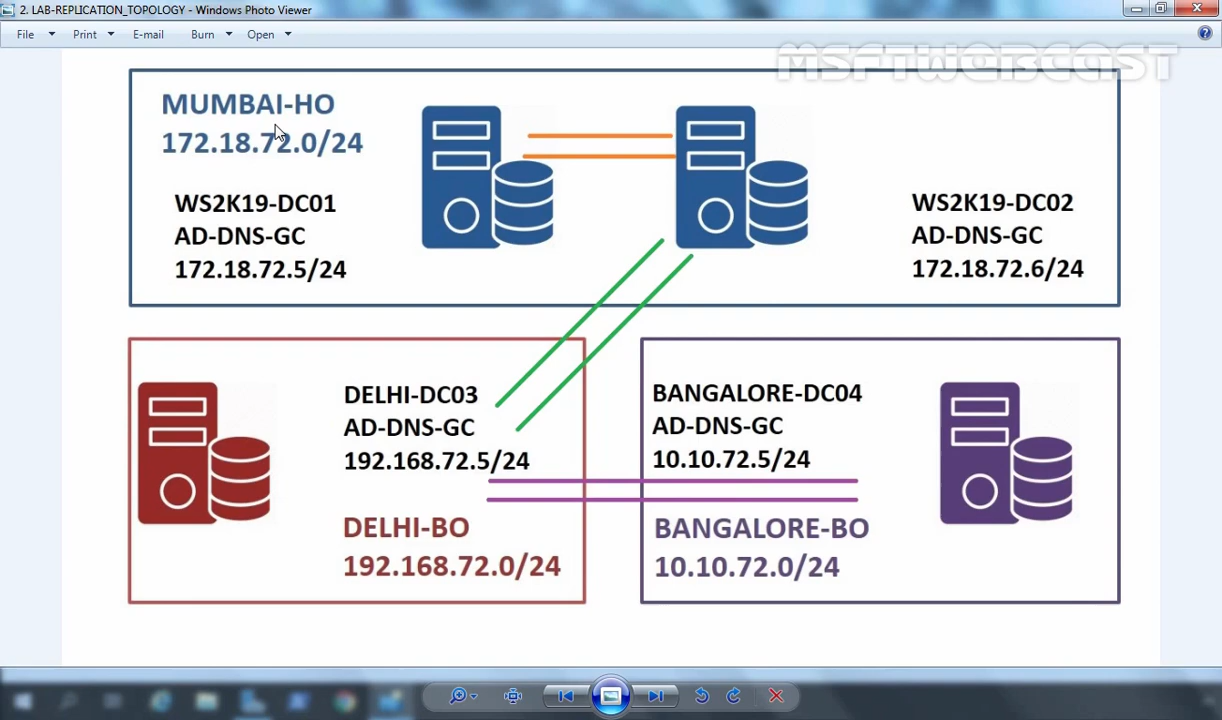 2. LAB-REPLICATION_TOPOLOGY - Windows Photo Viewer
File Print E-mail Burn Open
MSFTWEBCAST
MUMBAI-HO
172.18.72.0/24
WS2K19-DC01
AD-DNS-GC
172.18.72.5/24
WS2K19-DC02
AD-DNS-GC
172.18.72.6/24
DELHI-DC03
AD-DNS-GC
192.168.72.5/24
DELHI-BO
192.168.72.0/24
BANGALORE-DC04
AD-DNS-GC
10.10.72.5/24
BANGALORE-BO
10.10.72.0/24